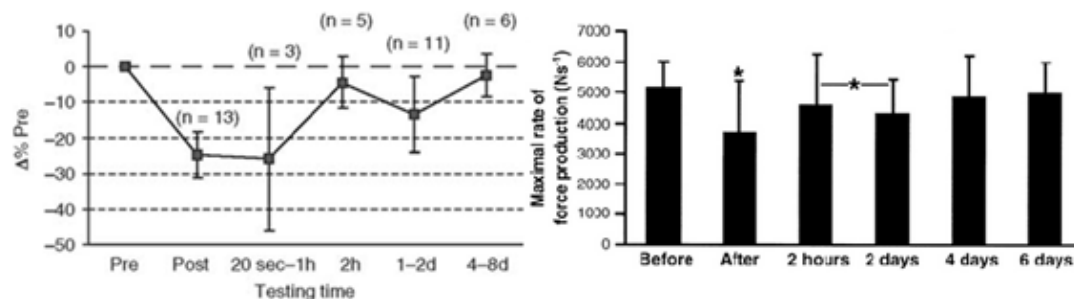 Δ% Pre
10
0
–10
–20
–30
–40
–50
(n = 13)
(n = 3)
(n = 5)
(n = 11)
(n = 6)
Pre Post 20 sec–1h 2h 1–2d 4–8d
Testing time
Maximal rate of
force production (Ns⁻¹)
7000
6000
5000
4000
3000
2000
1000
0
*
*
Before After 2 hours 2 days 4 days 6 days